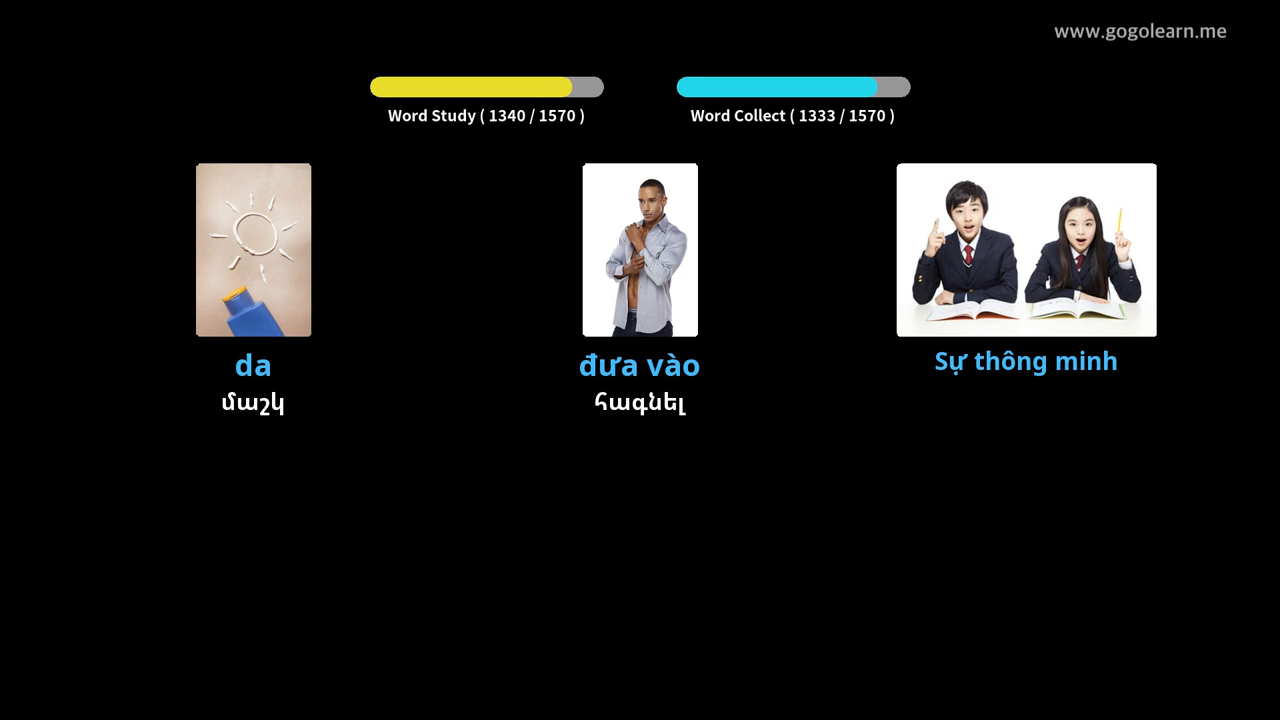 www.gogolearn.me
Word Study ( 1340 / 1570 )
Word Collect ( 1333 / 1570 )
da
đưa vào
Sự thông minh
մաշկ
հագնել